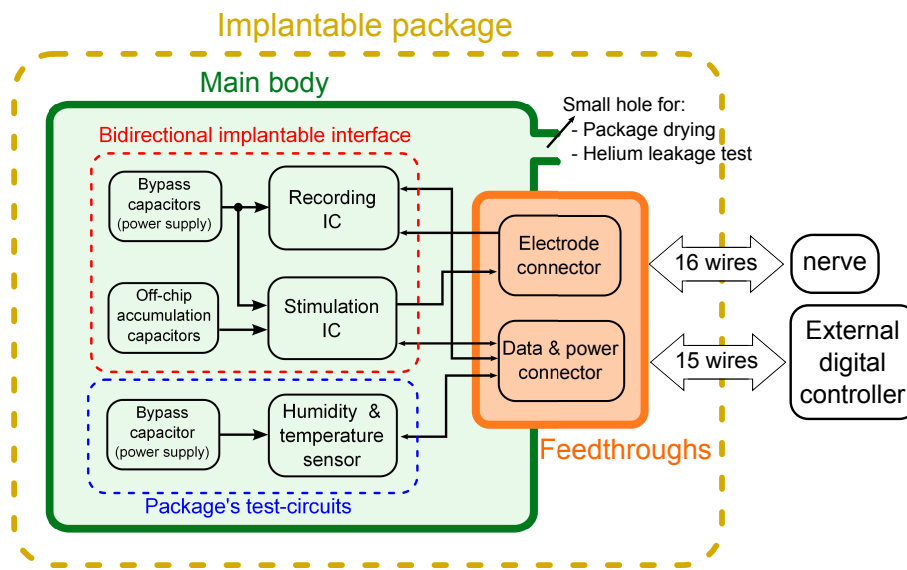 Implantable package
Main body
Small hole for:
- Package drying
- Helium leakage test
Bidirectional implantable interface
Bypass
capacitors
(power supply)
Recording
IC
Off-chip
accumulation
capacitors
Stimulation
IC
Electrode
connector
Data & power
connector
16 wires
nerve
15 wires
External
digital
controller
Bypass
capacitor
(power supply)
Humidity &
temperature
sensor
Feedthroughs
Package's test-circuits